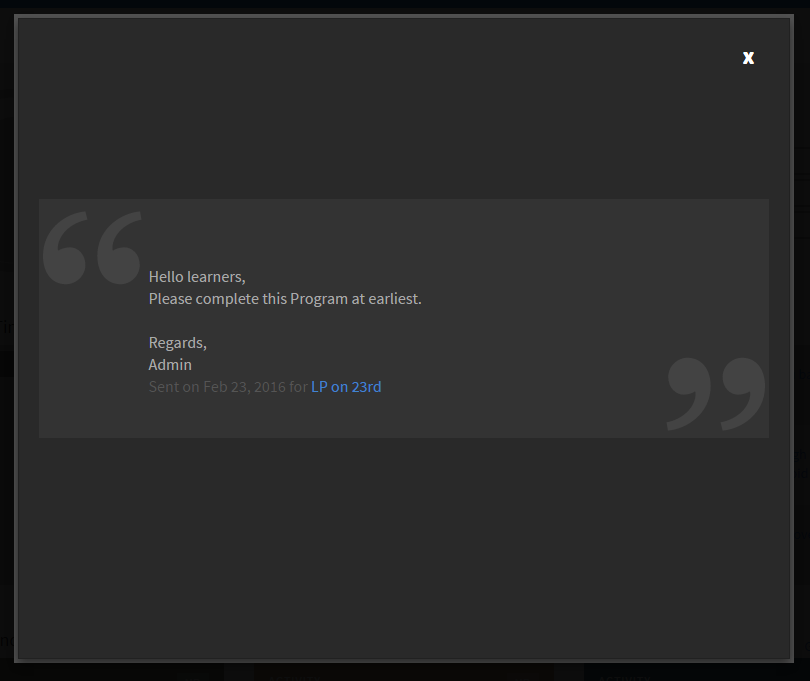 X
Hello learners,
Please complete this Program at earliest.
Regards,
Admin
Sent on Feb 23, 2016 for LP on 23rd